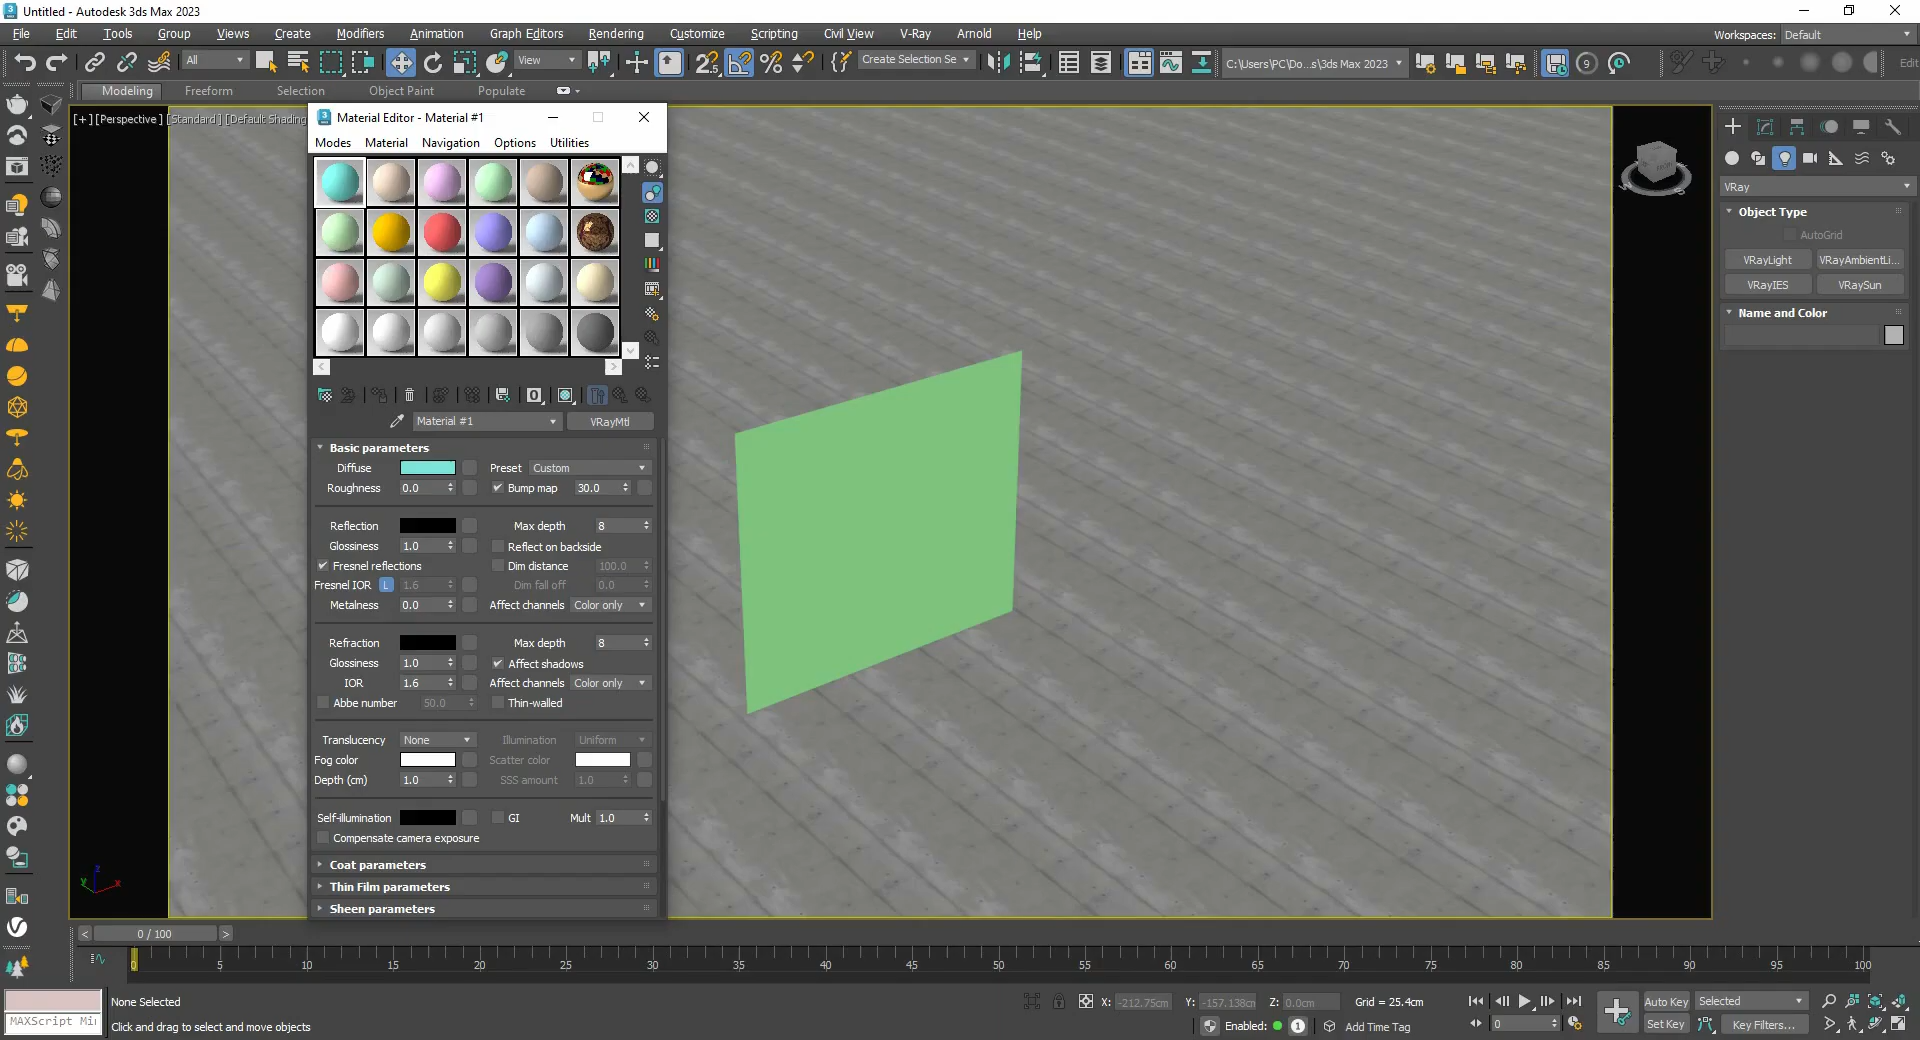 Untitled - Autodesk 3ds Max 2023
File Edit Tools Group Views Create Modifiers Animation Graph Editors Rendering Customize Scripting Civil View V-Ray Arnold Help
Workspaces: Default
All View Create Selection Se C:\Users\PC\Do...s\3ds Max 2023 Edit
Modeling Freeform Selection Object Paint Populate
[+] [Perspective] [Standard] [Default Shading
Material Editor - Material #1
Modes Material Navigation Options Utilities
Material #1 VRayMtl
Basic parameters
Diffuse Preset Custom
Roughness 0.0 Bump map 30.0
Reflection Max depth 8
Glossiness 1.0 Reflect on backside
Fresnel reflections Dim distance 100.0
Fresnel IOR L 1.6 Dim fall off 0.0
Metalness 0.0 Affect channels Color only
Refraction Max depth 8
Glossiness 1.0 Affect shadows
IOR 1.6 Affect channels Color only
Abbe number 50.0 Thin-walled
Translucency None Illumination Uniform
Fog color Scatter color
Depth (cm) 1.0 SSS amount 1.0
Self-illumination GI Mult 1.0
Compensate camera exposure
Coat parameters
Thin Film parameters
Sheen parameters
VRay
Object Type
AutoGrid
VRayLight VRayAmbientLi...
VRayIES VRaySun
Name and Color
z
y x
< 0 / 100 >
0 5 10 15 20 25 30 35 40 45 50 55 60 65 70 75 80 85 90 95 100
None Selected X: -212.75cm Y: -157.138cm Z: 0.0cm Grid = 25.4cm Auto Key Selected
MAXScript Mi Click and drag to select and move objects Enabled: 1 Add Time Tag 0 Set Key Key Filters...